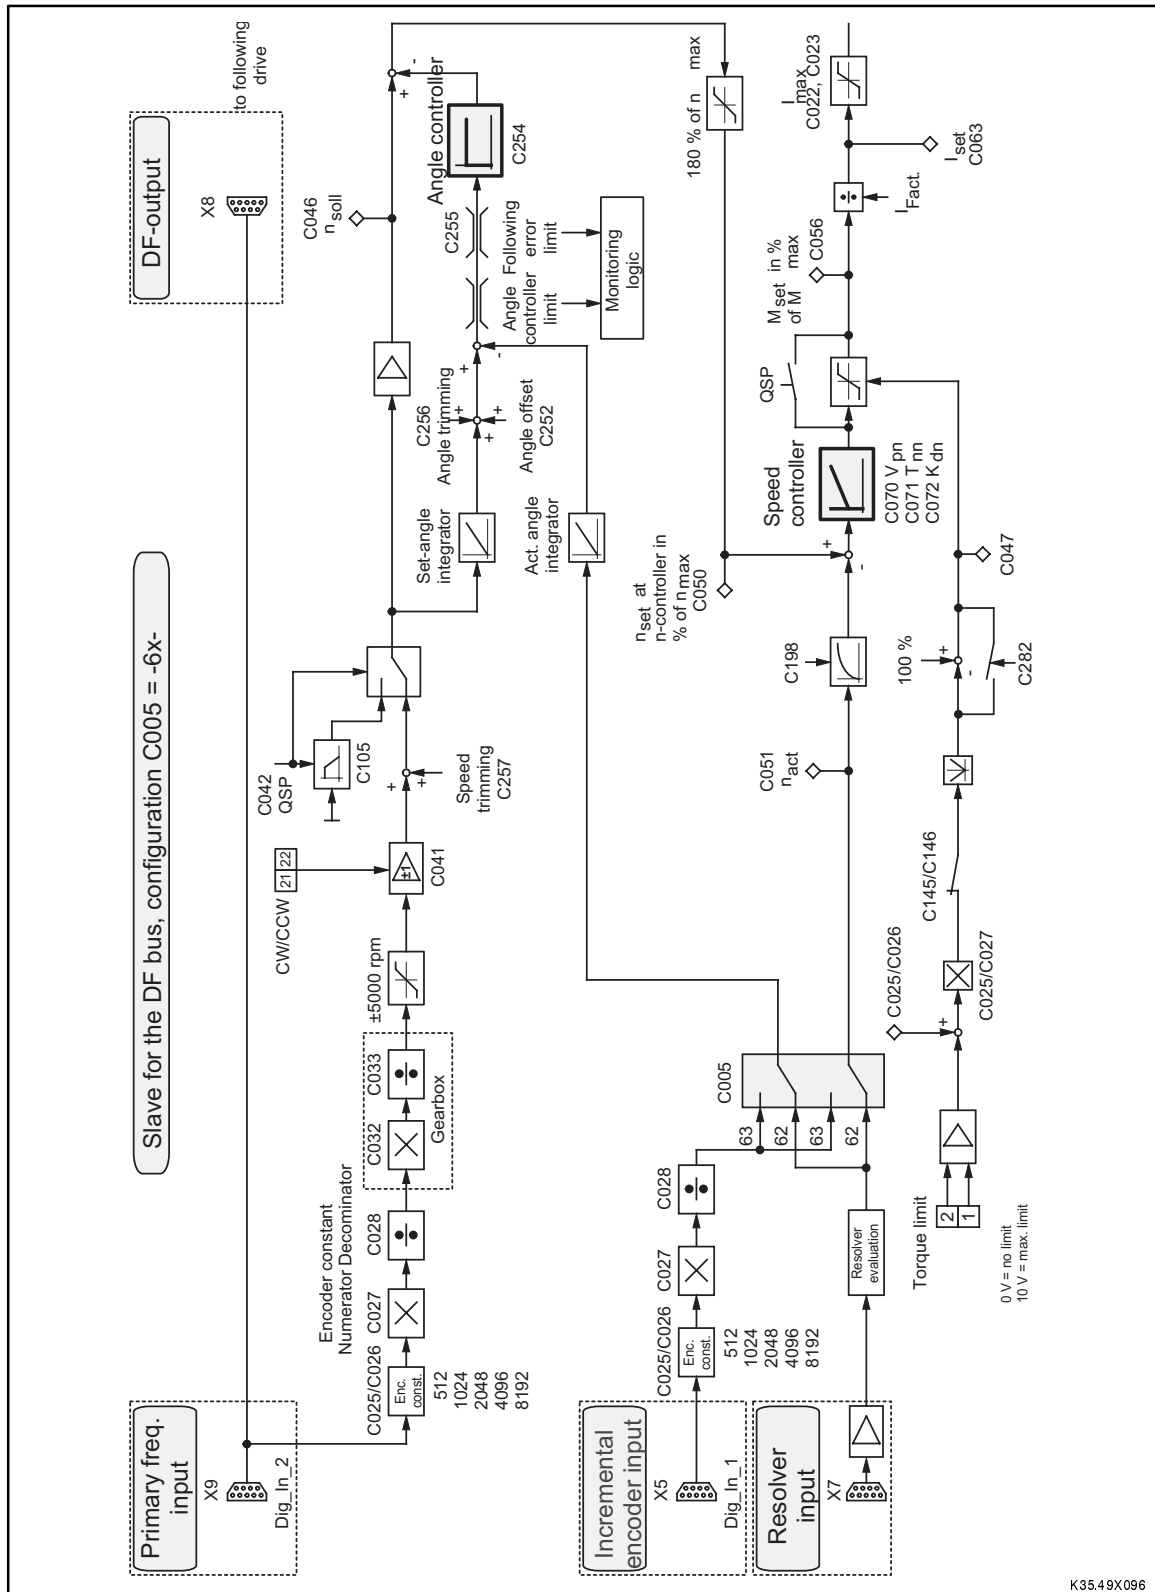 Slave for the DF bus, configuration C005 = -6x-
Primary freq.
input
X9
Dig_In_2
C025/C026
Enc.
const.
512
1024
2048
4096
8192
Encoder constant
Numerator Decominator
C027
C028
C032
C033
Gearbox
±5000 rpm
CW/CCW
21 22
±1
C041
C042
QSP
C105
+
+
Speed
trimming
C257
Set-angle
integrator
C256
Angle trimming
+
+
+
Angle offset
C252
Act. angle
integrator
+
-
Angle
controller
limit
Following
error
limit
Monitoring
logic
C255
Angle controller
C254
+
-
C046
n soll
DF-output
X8
to following
drive
180 % of n max
Incremental
encoder input
X5
Dig_In_1
C025/C026
Enc.
const.
512
1024
2048
4096
8192
C027
C028
63
62
63
62
C005
Resolver
input
X7
Resolver
evaluation
C051
n act
C198
n set at
n-controller in
% of n max
C050
+
-
Speed
controller
C070 V pn
C071 T nn
C072 K dn
QSP
M set in %
of M max
C056
I Fact.
I set
C063
I max
C022, C023
Torque limit
2
1
0 V = no limit
10 V = max. limit
C025/C026
+
C025/C027
C145/C146
100 %
+
-
C282
C047
K35.49X096